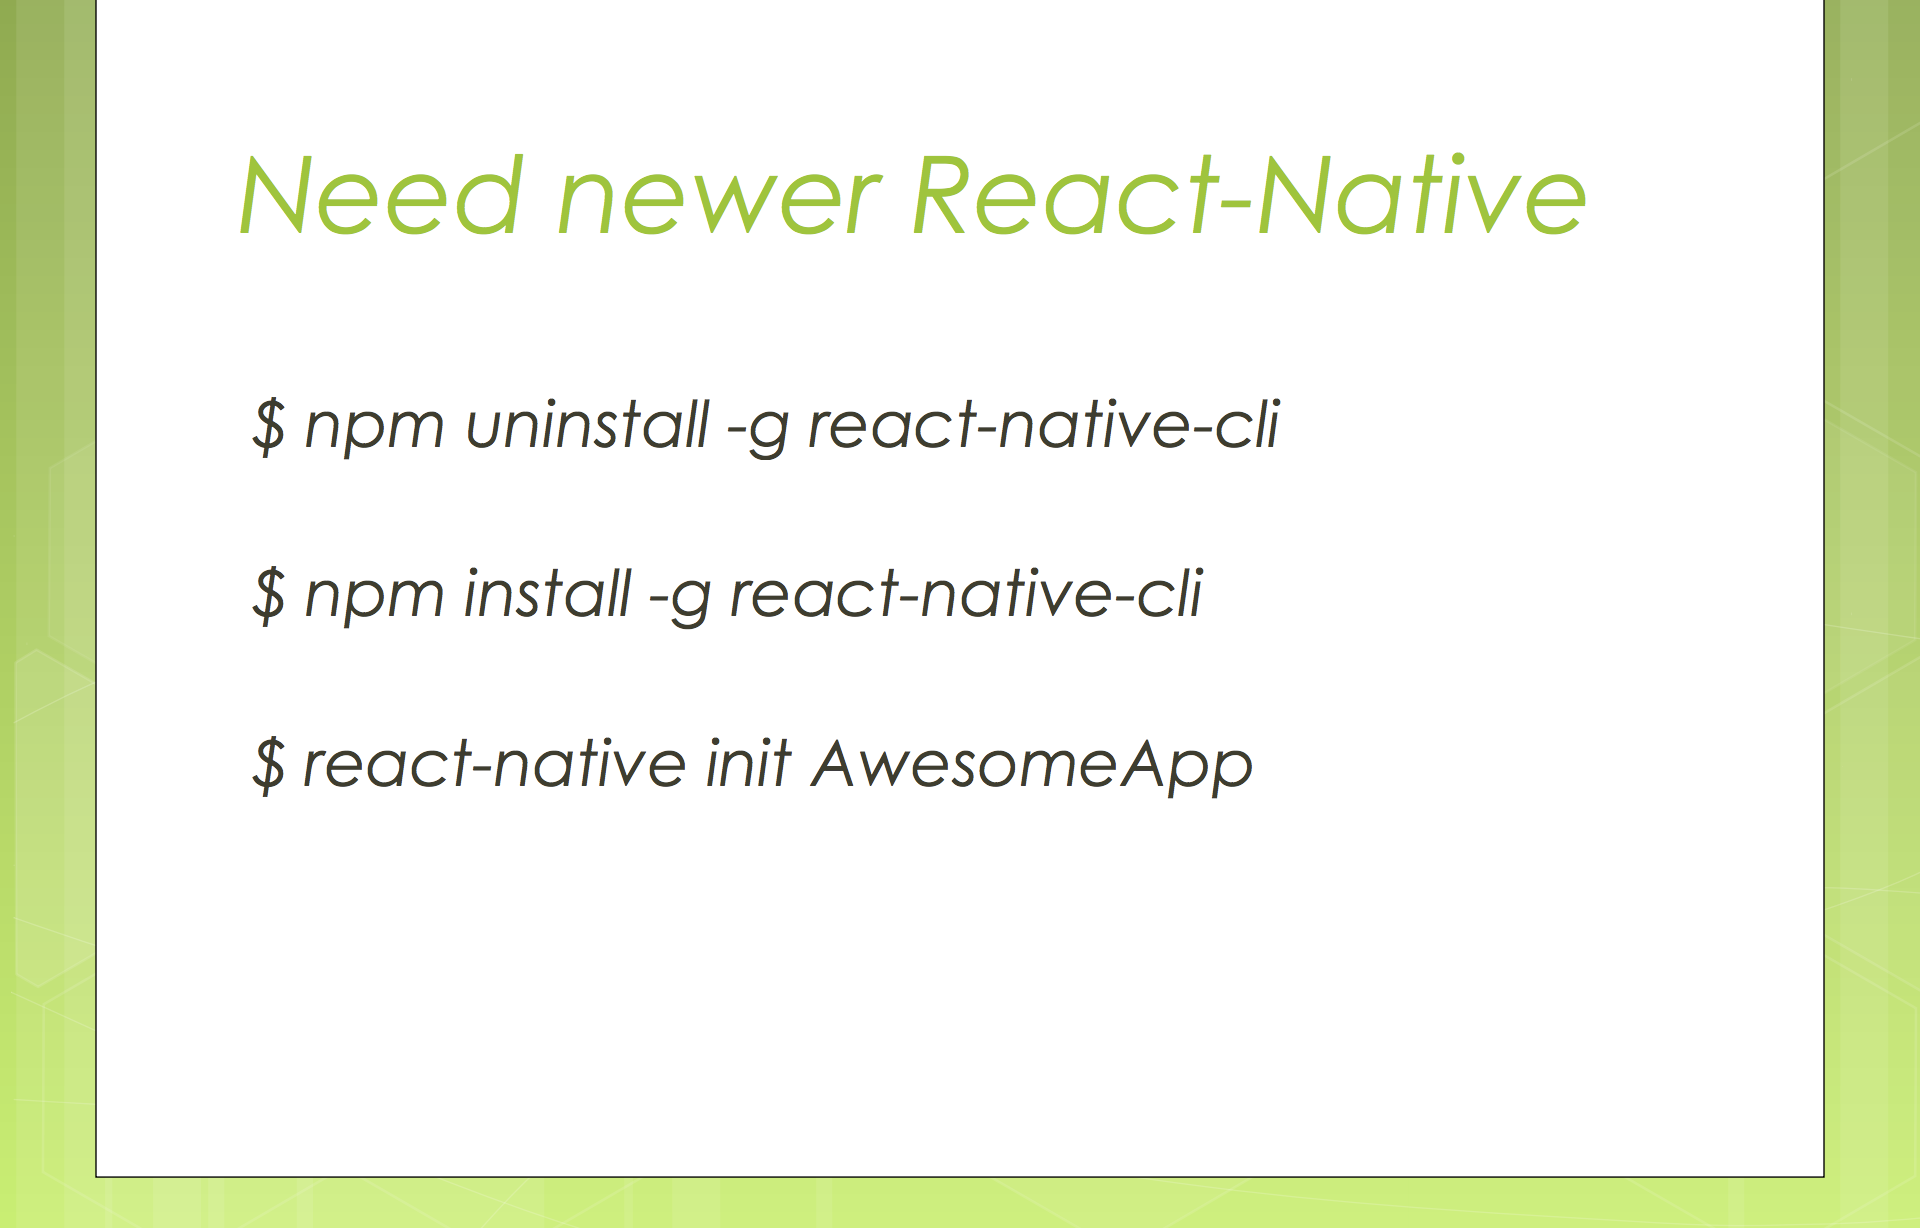 Need newer React-Native
$ npm uninstall -g react-native-cli
$ npm install -g react-native-cli
$ react-native init AwesomeApp